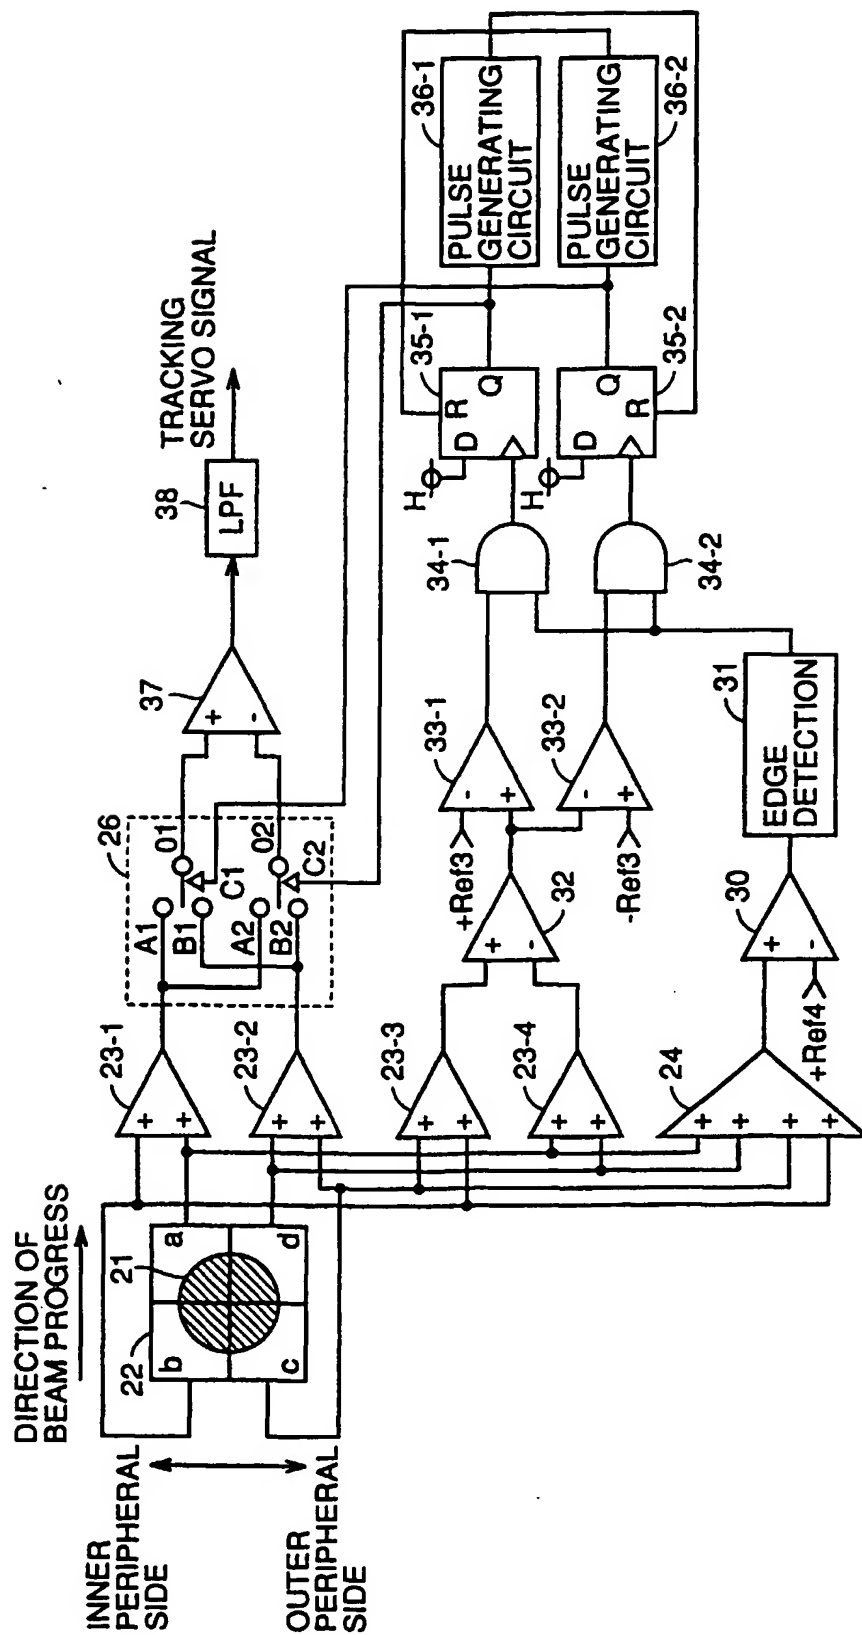 DIRECTION OF
BEAM PROGRESS
INNER
PERIPHERAL
SIDE
OUTER
PERIPHERAL
SIDE
22
21
b
a
c
d
23-1
+
+
23-2
+
+
23-3
+
+
23-4
+
+
24
+
+
+
+
26
A1
B1
A2
B2
O1
C1
O2
C2
37
+
-
38
LPF
TRACKING
SERVO SIGNAL
32
+
-
+Ref3
33-1
-
+
33-2
-
+
-Ref3
30
+
-
+Ref4
31
EDGE
DETECTION
34-1
34-2
H
D
R
Q
35-1
H
D
Q
R
35-2
36-1
PULSE
GENERATING
CIRCUIT
PULSE
GENERATING
CIRCUIT
36-2